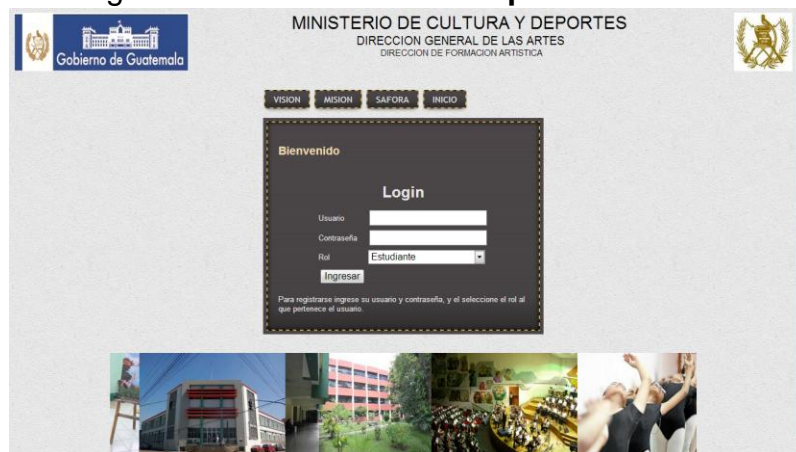 MINISTERIO DE CULTURA Y DEPORTES
DIRECCION GENERAL DE LAS ARTES
DIRECCION DE FORMACION ARTISTICA
Gobierno de Guatemala
VISION MISION SAFORA INICIO
Bienvenido
Login
Usuario
Contraseña
Rol Estudiante
Ingresar
Para registrarse ingrese su usuario y contraseña, y el seleccione el rol al
que pertenece el usuario.